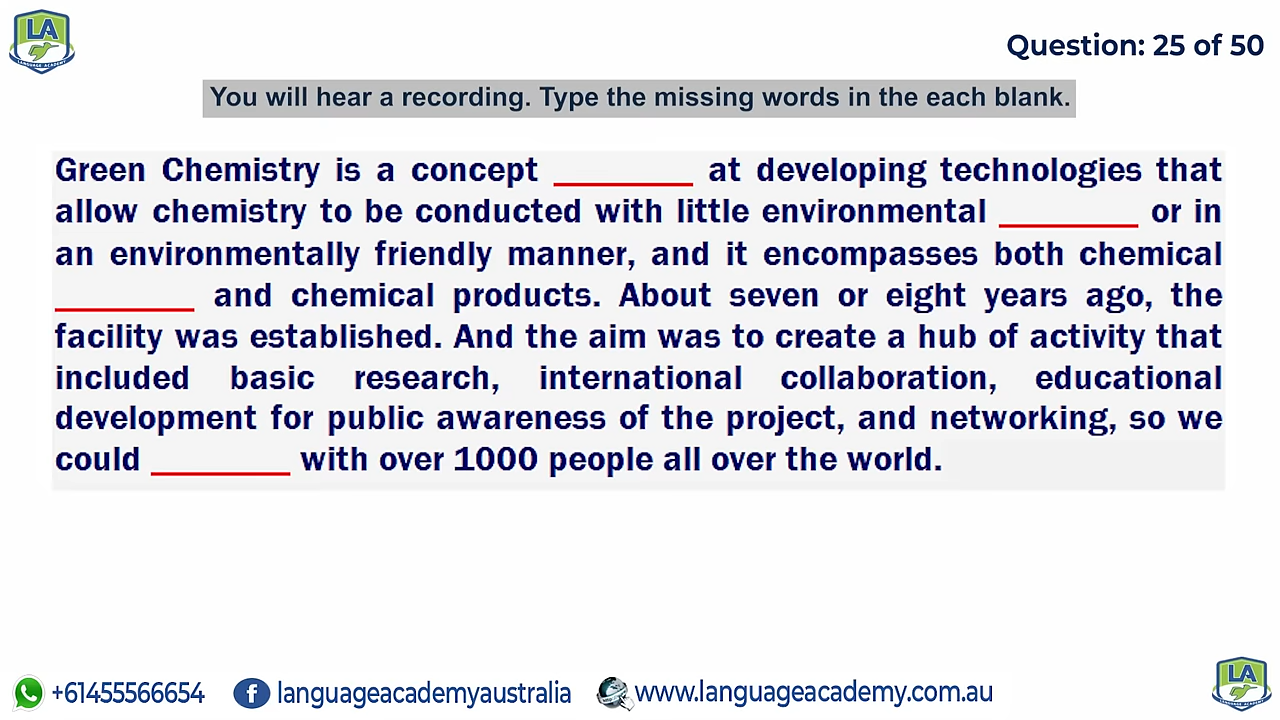 LA
LANGUAGE ACADEMY
Question: 25 of 50
You will hear a recording. Type the missing words in the each blank.
Green Chemistry is a concept ________ at developing technologies that
allow chemistry to be conducted with little environmental ________ or in
an environmentally friendly manner, and it encompasses both chemical
________ and chemical products. About seven or eight years ago, the
facility was established. And the aim was to create a hub of activity that
included basic research, international collaboration, educational
development for public awareness of the project, and networking, so we
could ________ with over 1000 people all over the world.
+61455566654 languageacademyaustralia www.languageacademy.com.au
LA